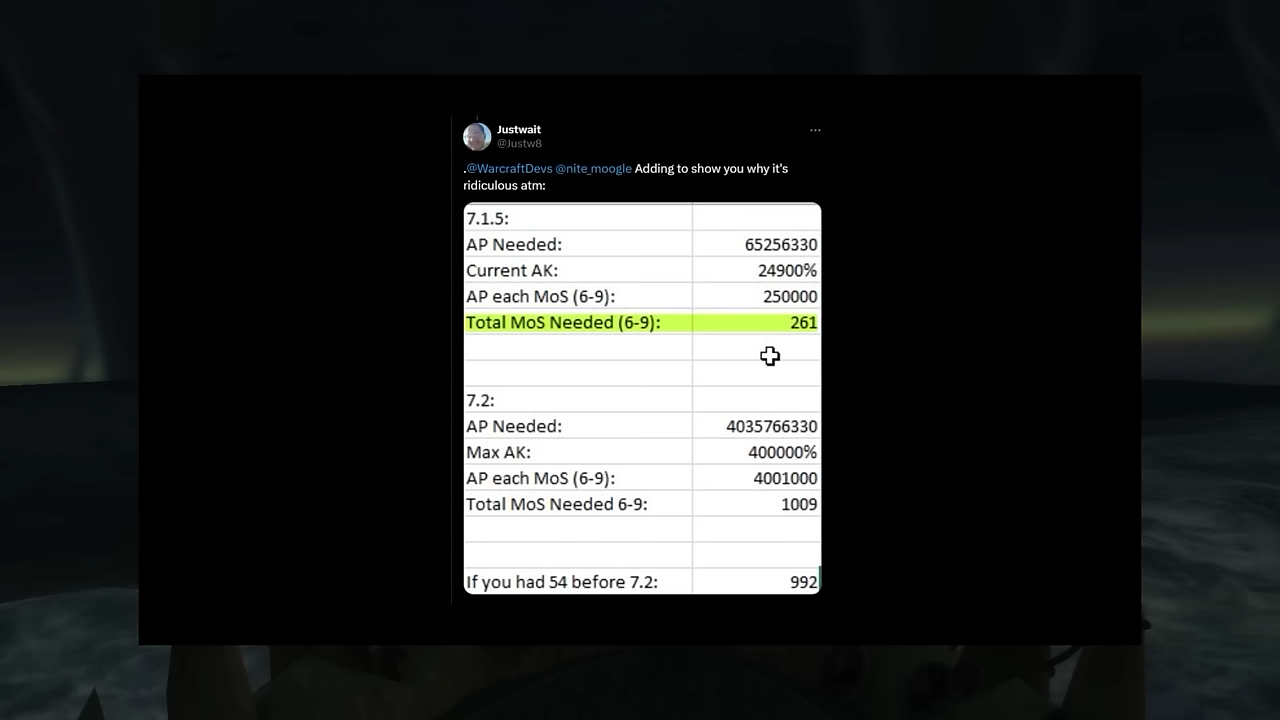 Justwait
@Justw8
.@WarcraftDevs @nite_moogle Adding to show you why it's
ridiculous atm:
7.1.5:
AP Needed: 65256330
Current AK: 24900%
AP each MoS (6-9): 250000
Total MoS Needed (6-9): 261
7.2:
AP Needed: 4035766330
Max AK: 400000%
AP each MoS (6-9): 4001000
Total MoS Needed 6-9: 1009
If you had 54 before 7.2: 992